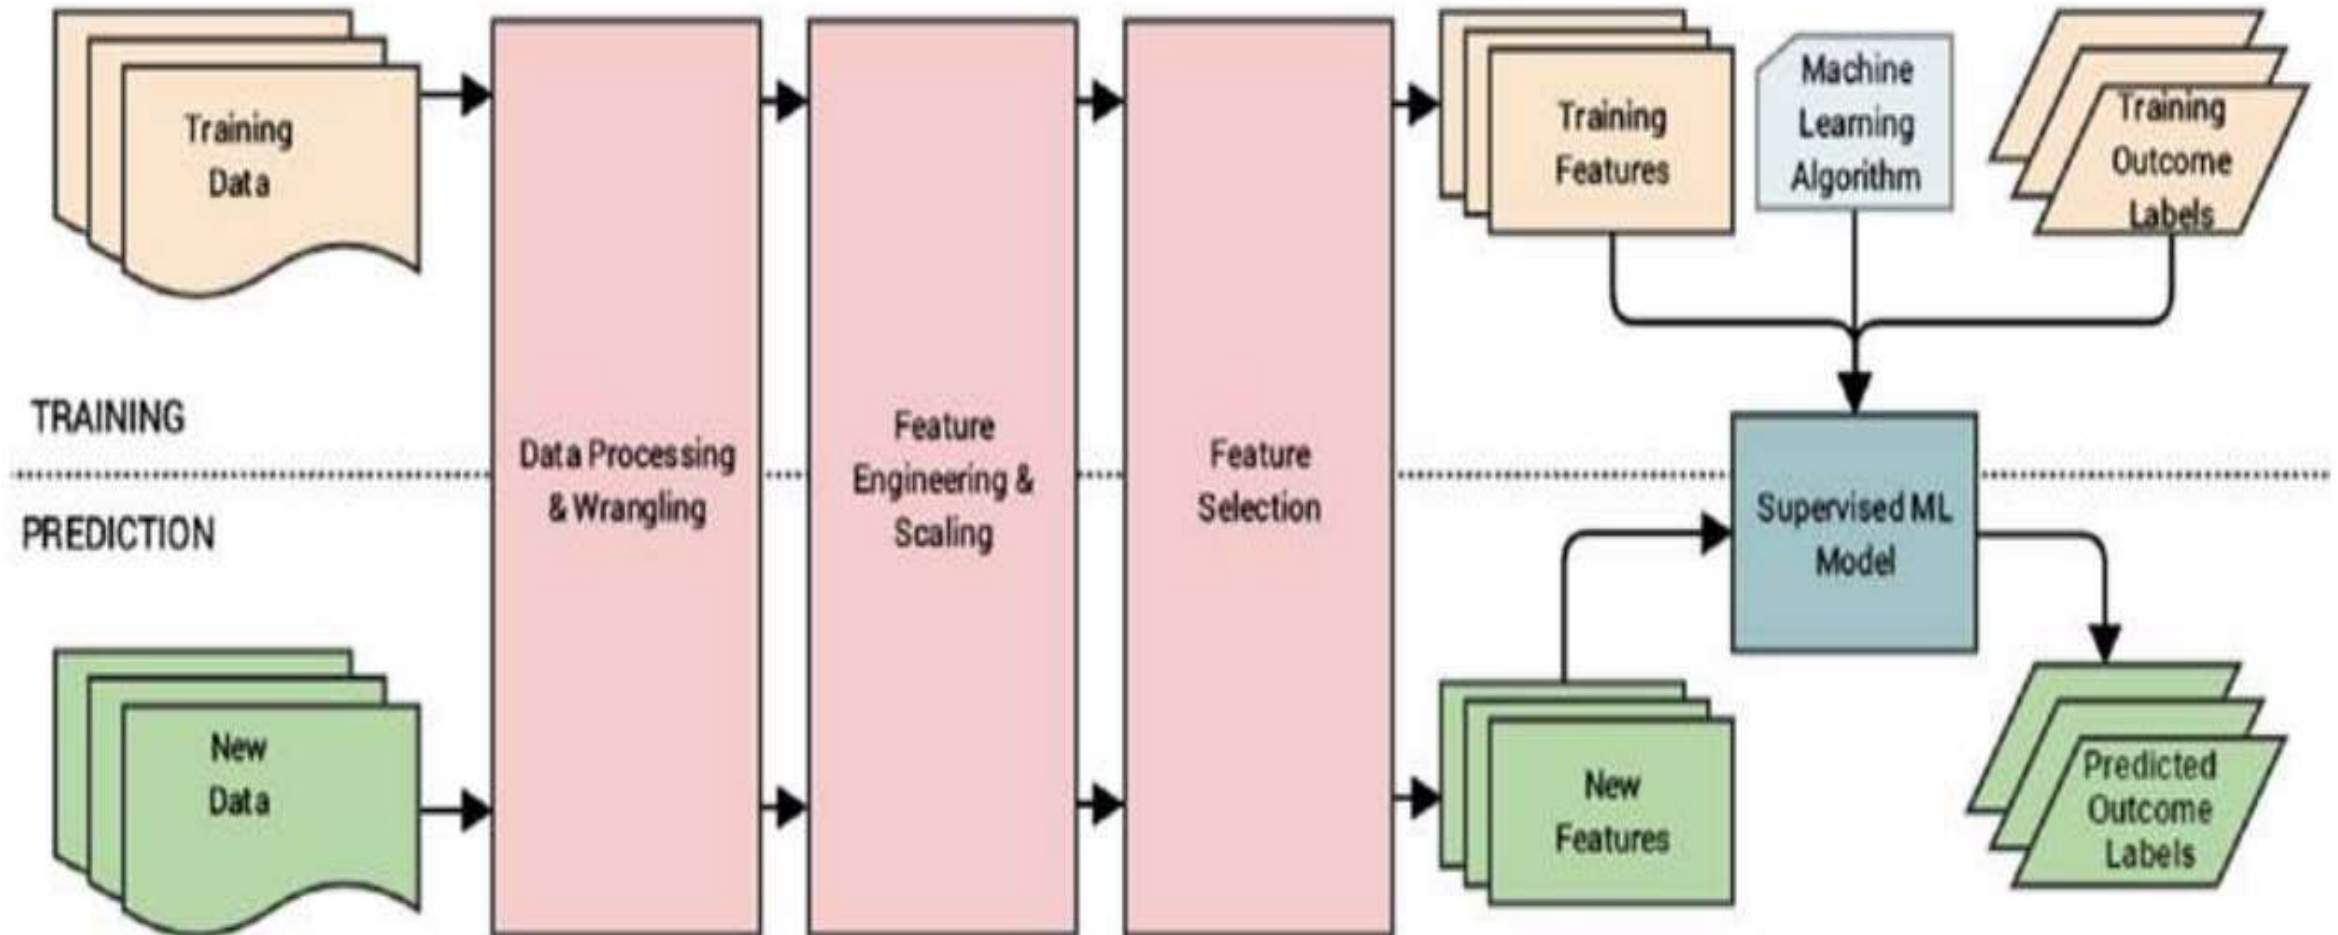 Training
Data
Data Processing
& Wrangling
Feature
Engineering &
Scaling
Feature
Selection
Training
Features
Machine
Learning
Algorithm
Training
Outcome
Labels
TRAINING
PREDICTION
Supervised ML
Model
New
Data
New
Features
Predicted
Outcome
Labels